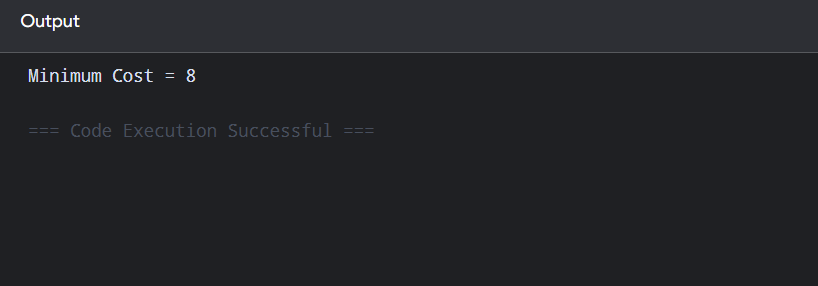 Output
Minimum Cost = 8
=== Code Execution Successful ===